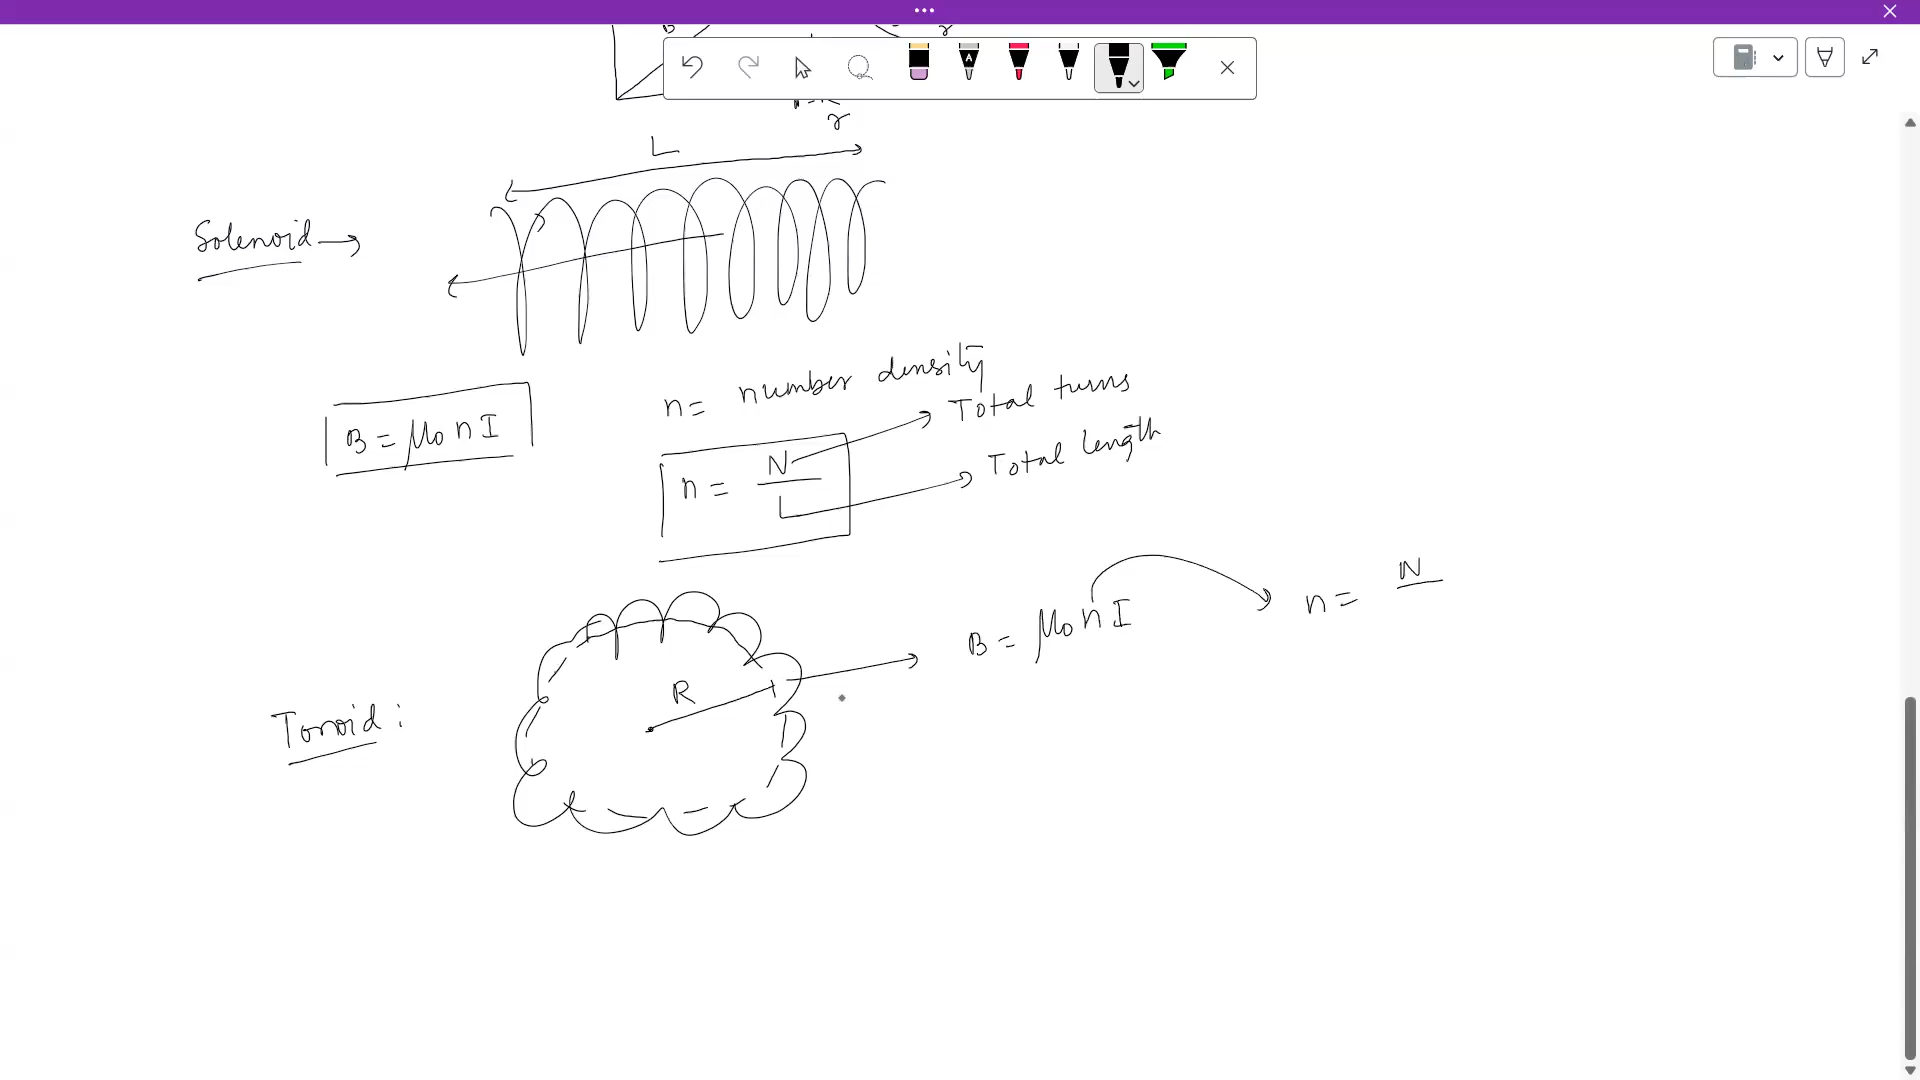 r
L
Solenoid →
B = μ₀ n I
n = number density
n = N / L
Total turns
Total length
B = μ₀ n I
n = N
R
Toroid :